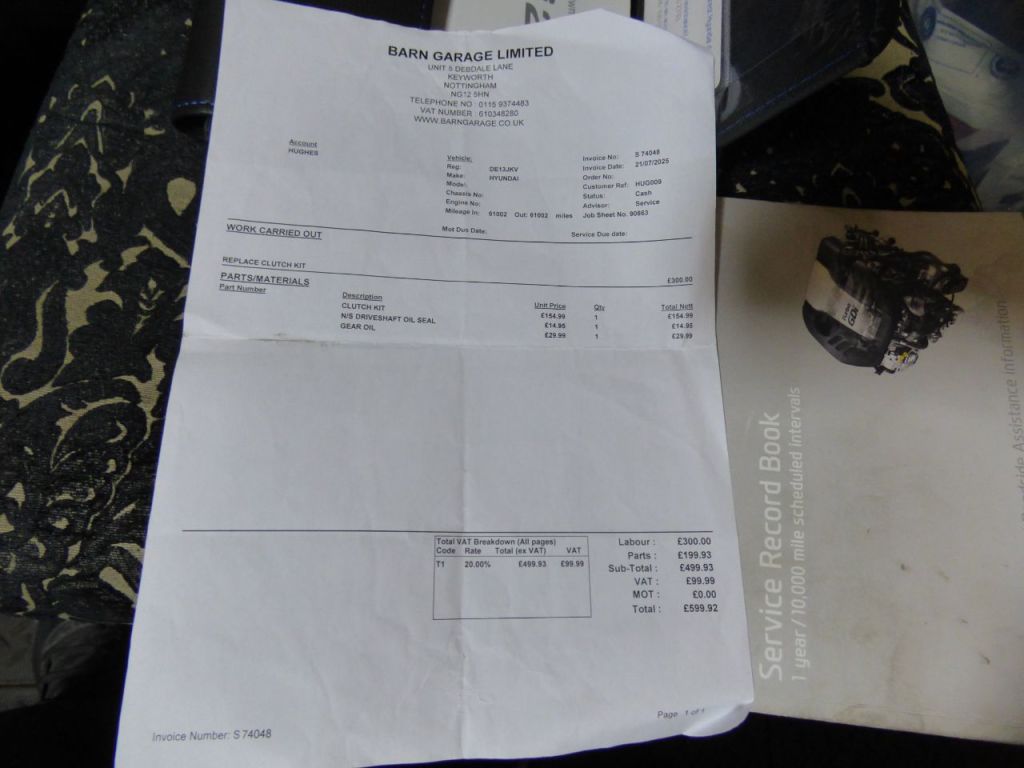 BARN GARAGE LIMITED
UNIT 5 DEBDALE LANE
KEYWORTH
NOTTINGHAM
NG12 5HN
TELEPHONE NO : 0115 9374483
VAT NUMBER : 610348280
WWW.BARNGARAGE.CO.UK
Account
HUGHES
Vehicle:
Reg: DE13JKV
Make: HYUNDAI
Model:
Chassis No:
Engine No:
Mileage In: 61002 Out: 61002 miles
Invoice No: S 74048
Invoice Date: 21/07/2025
Order No:
Customer Ref: HUG009
Status: Cash
Advisor: Service
Job Sheet No. 90863
WORK CARRIED OUT Mot Due Date: Service Due date:
REPLACE CLUTCH KIT £300.00
PARTS/MATERIALS
Part Number Description Unit Price Qty Total Nett
CLUTCH KIT £154.99 1 £154.99
N/S DRIVESHAFT OIL SEAL £14.95 1 £14.95
GEAR OIL £29.99 1 £29.99
Total VAT Breakdown (All pages)
Code Rate Total (ex VAT) VAT
T1 20.00% £499.93 £99.99
Labour : £300.00
Parts : £199.93
Sub-Total : £499.93
VAT : £99.99
MOT : £0.00
Total : £599.92
Page 1 of 1
Invoice Number: S 74048
Service Record Book
1 year / 10,000 mile scheduled intervals
Assistance Information
GDI